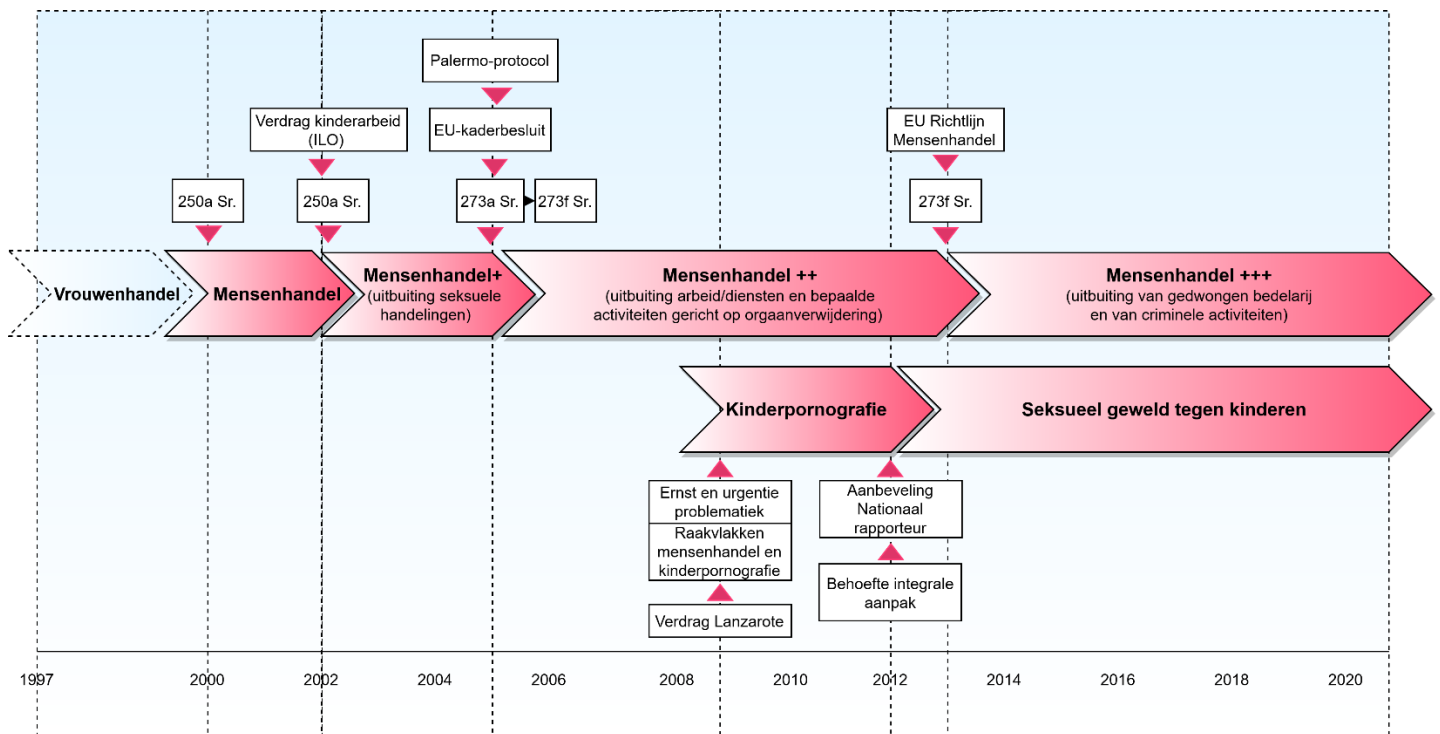 Palermo-protocol
Verdrag kinderarbeid
(ILO)
EU-kaderbesluit
EU Richtlijn
Mensenhandel
250a Sr.
250a Sr.
273a Sr.
273f Sr.
273f Sr.
Vrouwenhandel
Mensenhandel
Mensenhandel+
(uitbuiting seksuele
handelingen)
Mensenhandel ++
(uitbuiting arbeid/diensten en bepaalde
activiteiten gericht op orgaanverwijdering)
Mensenhandel +++
(uitbuiting van gedwongen bedelarij
en van criminele activiteiten)
Kinderpornografie
Seksueel geweld tegen kinderen
Ernst en urgentie
problematiek
Raakvlakken
mensenhandel en
kinderpornografie
Verdrag Lanzarote
Aanbeveling
Nationaal
rapporteur
Behoefte integrale
aanpak
1997 2000 2002 2004 2006 2008 2010 2012 2014 2016 2018 2020